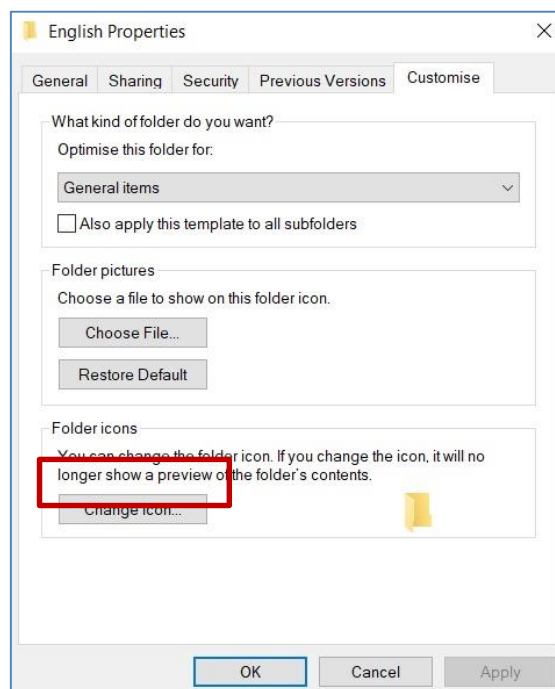 English Properties
General Sharing Security Previous Versions Customise
What kind of folder do you want?
Optimise this folder for:
General items
Also apply this template to all subfolders
Folder pictures
Choose a file to show on this folder icon.
Choose File...
Restore Default
Folder icons
You can change the folder icon. If you change the icon, it will no
longer show a preview of the folder's contents.
Change Icon...
OK Cancel Apply